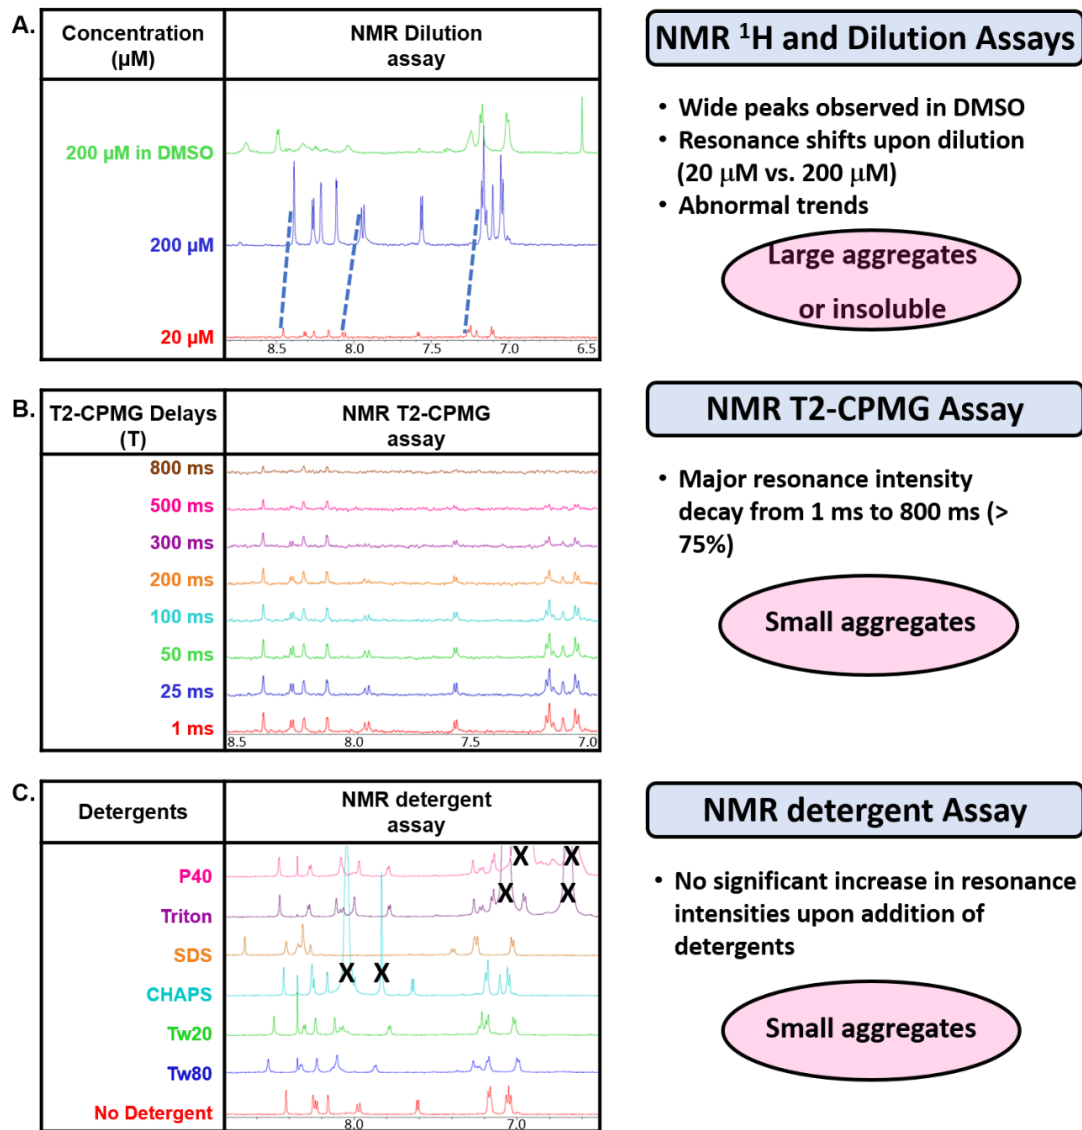 A.
Concentration
(µM)
NMR Dilution
assay
200 µM in DMSO
200 µM
20 µM
8.5 8.0 7.5 7.0 6.5
NMR ¹H and Dilution Assays
• Wide peaks observed in DMSO
• Resonance shifts upon dilution
(20 µM vs. 200 µM)
• Abnormal trends
Large aggregates
or insoluble
B.
T2-CPMG Delays
(T)
NMR T2-CPMG
assay
800 ms
500 ms
300 ms
200 ms
100 ms
50 ms
25 ms
1 ms
8.5 8.0 7.5 7.0
NMR T2-CPMG Assay
• Major resonance intensity
decay from 1 ms to 800 ms (>
75%)
Small aggregates
C.
Detergents
NMR detergent
assay
P40
X X
Triton
X X
SDS
CHAPS
X X
Tw20
Tw80
No Detergent
8.0 7.0
NMR detergent Assay
• No significant increase in resonance
intensities upon addition of
detergents
Small aggregates